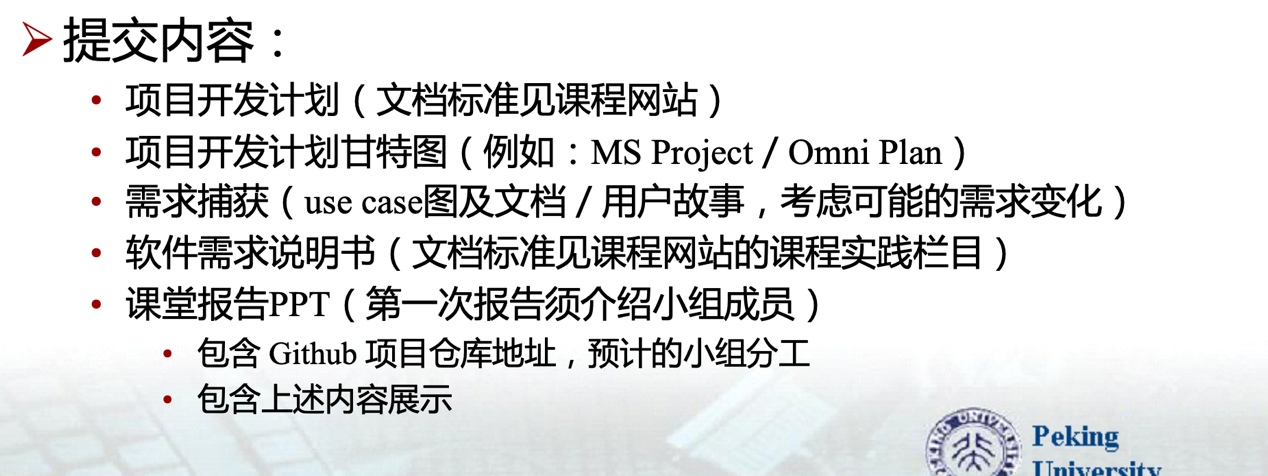 提交内容：
项目开发计划（文档标准见课程网站）
项目开发计划甘特图（例如：MS Project / Omni Plan）
需求捕获（use case图及文档 / 用户故事，考虑可能的需求变化）
软件需求说明书（文档标准见课程网站的课程实践栏目）
课堂报告PPT（第一次报告须介绍小组成员）
包含 Github 项目仓库地址，预计的小组分工
包含上述内容展示
Peking
University